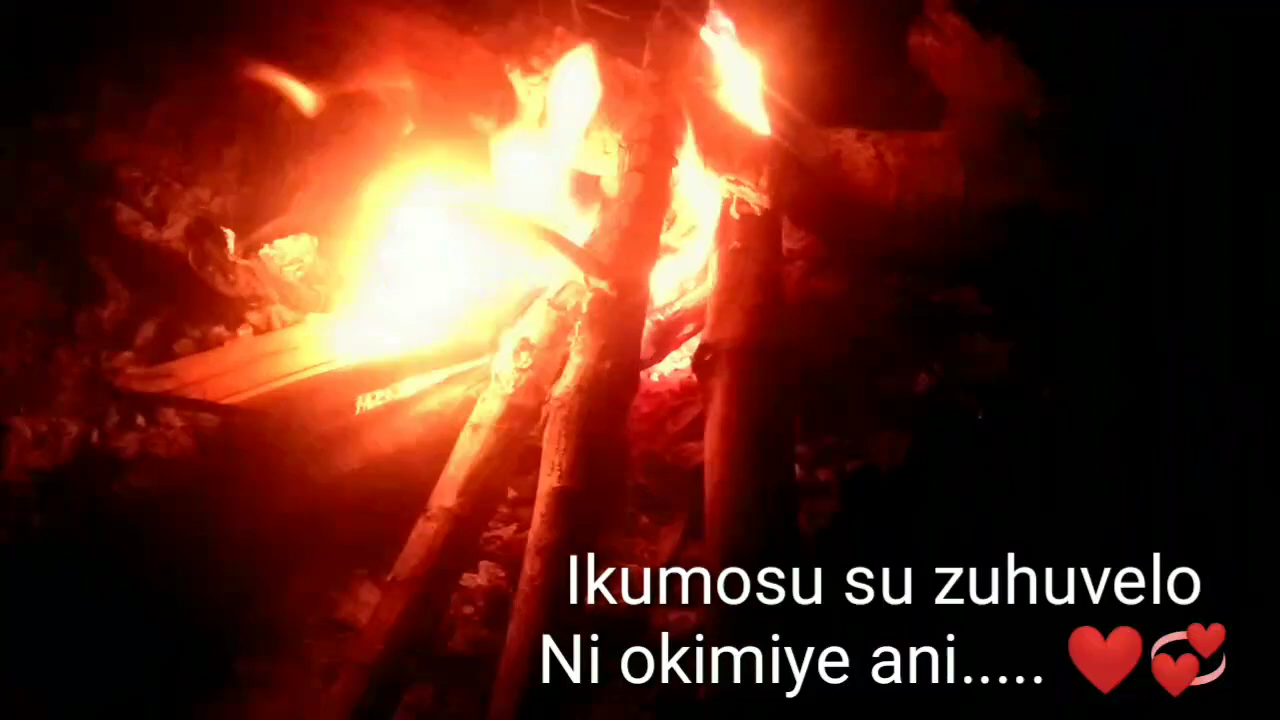 Ikumosu su zuhuvelo
Ni okimiye ani..... ❤️💞